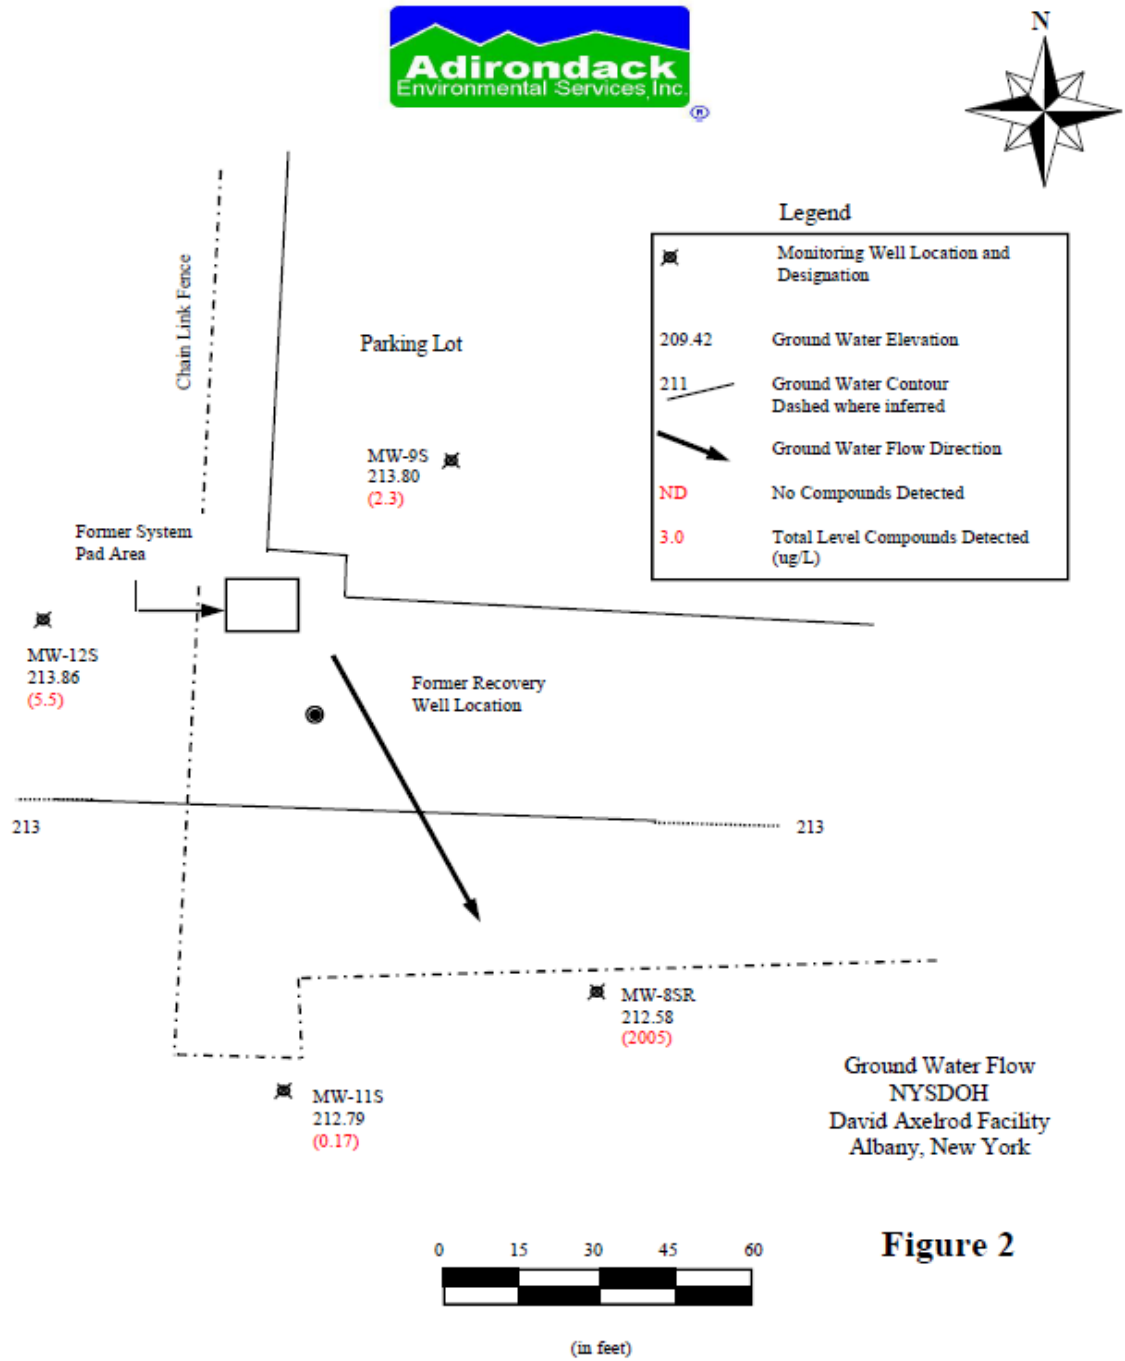 Adirondack
Environmental Services, Inc.
®
N
Legend
Monitoring Well Location and
Designation
209.42 Ground Water Elevation
211 Ground Water Contour
Dashed where inferred
Ground Water Flow Direction
ND No Compounds Detected
3.0 Total Level Compounds Detected
(ug/L)
Chain Link Fence
Parking Lot
MW-9S
213.80
(2.3)
Former System
Pad Area
MW-12S
213.86
(5.5)
Former Recovery
Well Location
213
213
MW-8SR
212.58
(2005)
MW-11S
212.79
(0.17)
Ground Water Flow
NYSDOH
David Axelrod Facility
Albany, New York
Figure 2
0 15 30 45 60
(in feet)